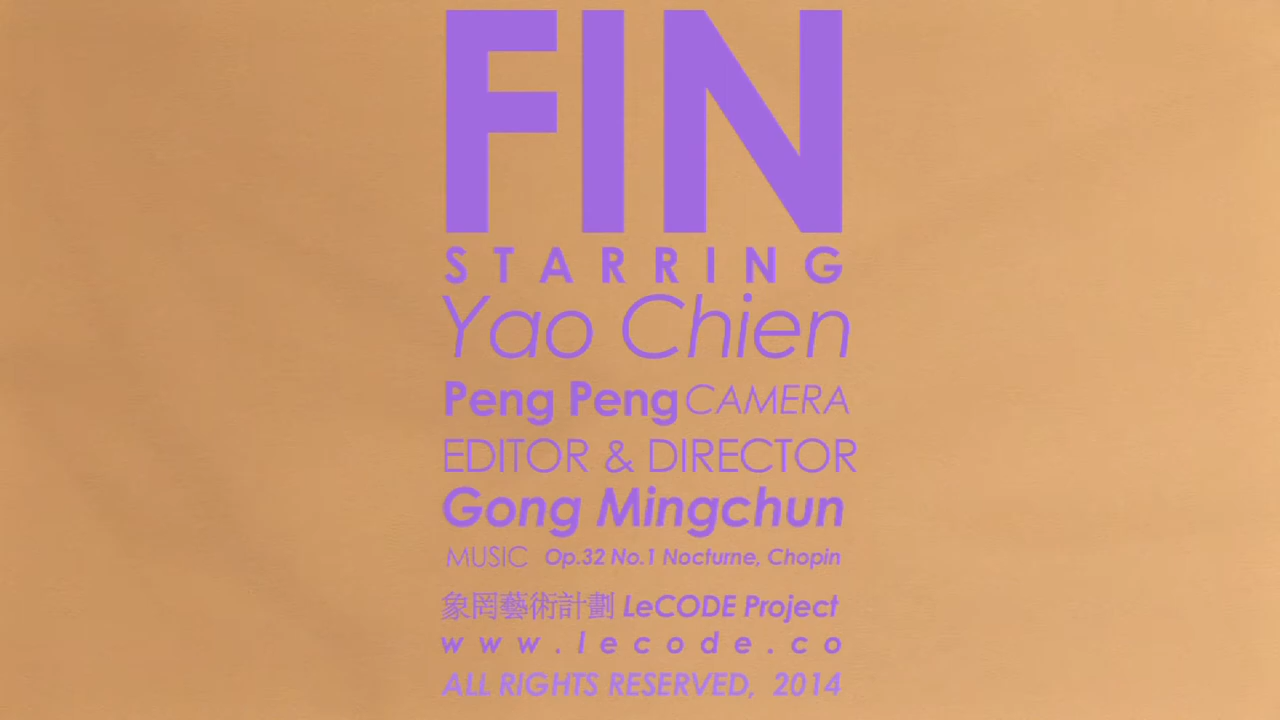 FIN
STARRING
Yao Chien
Peng Peng CAMERA
EDITOR & DIRECTOR
Gong Mingchun
MUSIC Op.32 No.1 Nocturne, Chopin
象罔藝術計劃 LeCODE Project
www.lecode.co
ALL RIGHTS RESERVED, 2014